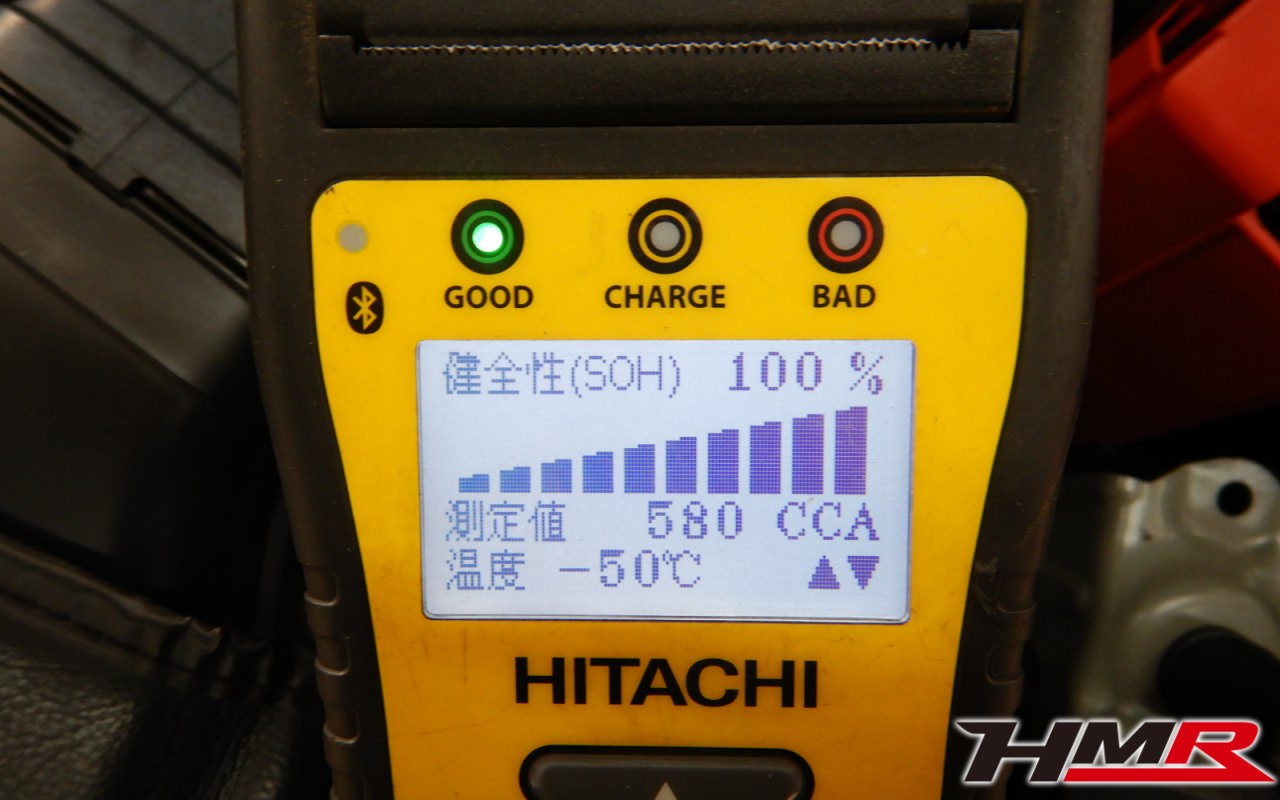 GOOD CHARGE BAD
健全性(SOH) 100 %
測定値 580 CCA
温度 -50℃ ▲▼
HITACHI
HMR